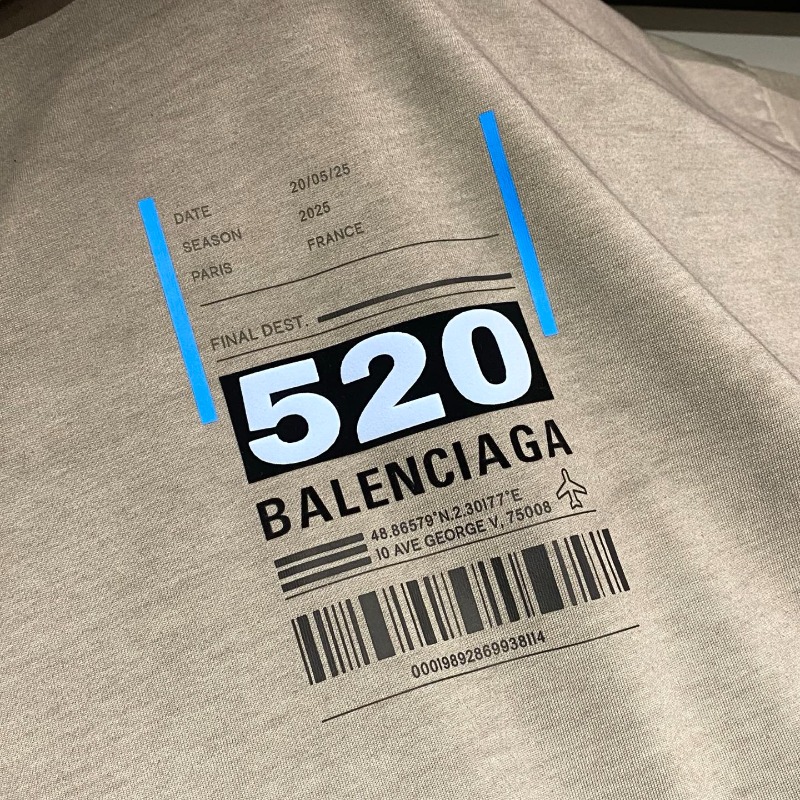 DATE 20/05/25
SEASON 2025
PARIS FRANCE
FINAL DEST.
520
BALENCIAGA
48.86579°N,2.30177°E
10 AVE GEORGE V, 75008
00019892869938114